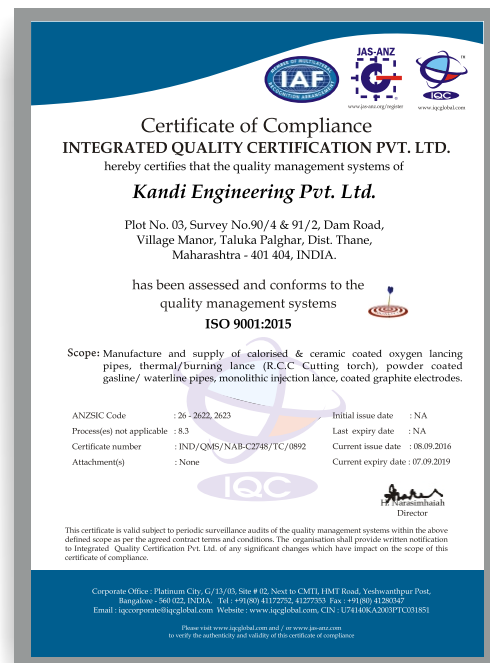 MEMBER OF MULTILATERAL
IAF
RECOGNITION ARRANGEMENT
JAS-ANZ
www.jas-anz.org/register
TM
IQC
www.iqcglobal.com
Certificate of Compliance
INTEGRATED QUALITY CERTIFICATION PVT. LTD.
hereby certifies that the quality management systems of
Kandi Engineering Pvt. Ltd.
Plot No. 03, Survey No.90/4 & 91/2, Dam Road,
Village Manor, Taluka Palghar, Dist. Thane,
Maharashtra - 401 404, INDIA.
has been assessed and conforms to the
quality management systems
ISO 9001:2015
Scope: Manufacture and supply of calorised & ceramic coated oxygen lancing
pipes, thermal/burning lance (R.C.C Cutting torch), powder coated
gasline/ waterline pipes, monolithic injection lance, coated graphite electrodes.
ANZSIC Code : 26 - 2622, 2623 Initial issue date : NA
Process(es) not applicable : 8.3 Last expiry date : NA
Certificate number : IND/QMS/NAB-C2748/TC/0892 Current issue date : 08.09.2016
Attachment(s) : None Current expiry date : 07.09.2019
IQC
H. Narasimhaiah
Director
This certificate is valid subject to periodic surveillance audits of the quality management systems within the above
defined scope as per the agreed contract terms and conditions. The organisation shall provide written notification
to Integrated Quality Certification Pvt. Ltd. of any significant changes which have impact on the scope of this
certificate of compliance.
Corporate Office : Platinum City, G/13/03, Site # 02, Next to CMTI, HMT Road, Yeshwanthpur Post,
Bangalore - 560 022, INDIA. Tel : +91(80) 41172752, 41277353 Fax : +91(80) 41280347
Email : iqccorporate@iqcglobal.com Website : www.iqcglobal.com, CIN : U74140KA2003PTC031851
Please visit www.iqcglobal.com and / or www.jas-anz.com
to verify the authenticity and validity of this certificate of compliance